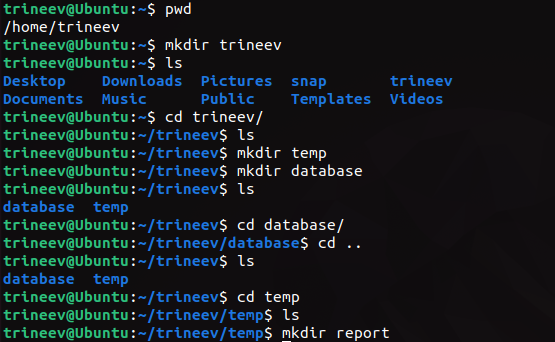 trineev@Ubuntu:~$ pwd
/home/trineev
trineev@Ubuntu:~$ mkdir trineev
trineev@Ubuntu:~$ ls
Desktop    Downloads  Pictures  snap       trineev
Documents  Music      Public    Templates  Videos
trineev@Ubuntu:~$ cd trineev/
trineev@Ubuntu:~/trineev$ ls
trineev@Ubuntu:~/trineev$ mkdir temp
trineev@Ubuntu:~/trineev$ mkdir database
trineev@Ubuntu:~/trineev$ ls
database  temp
trineev@Ubuntu:~/trineev$ cd database/
trineev@Ubuntu:~/trineev/database$ cd ..
trineev@Ubuntu:~/trineev$ ls
database  temp
trineev@Ubuntu:~/trineev$ cd temp
trineev@Ubuntu:~/trineev/temp$ ls
trineev@Ubuntu:~/trineev/temp$ mkdir report